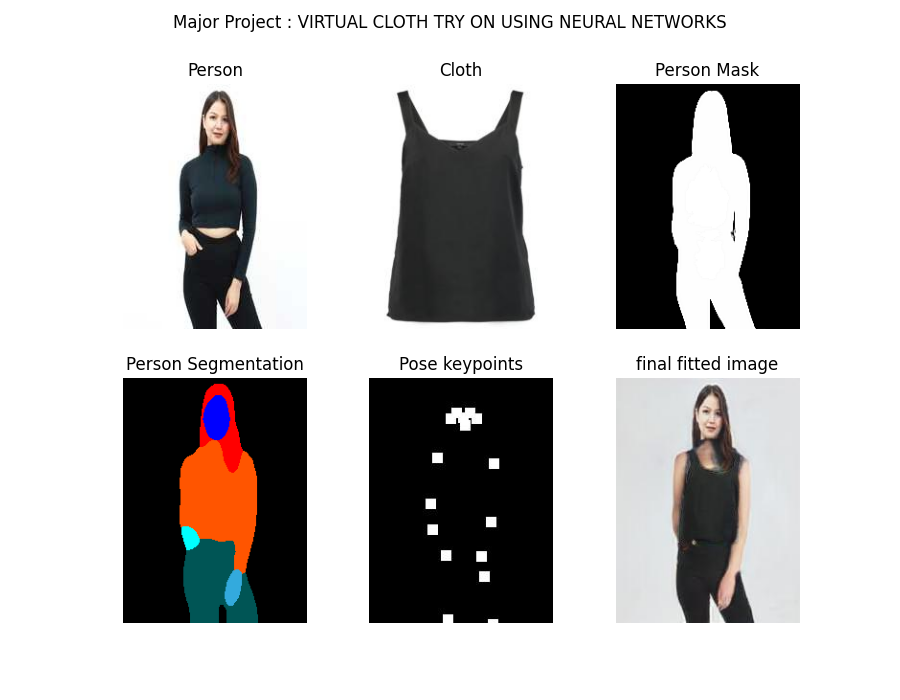 Major Project : VIRTUAL CLOTH TRY ON USING NEURAL NETWORKS
Person
Cloth
Person Mask
Person Segmentation
Pose keypoints
final fitted image